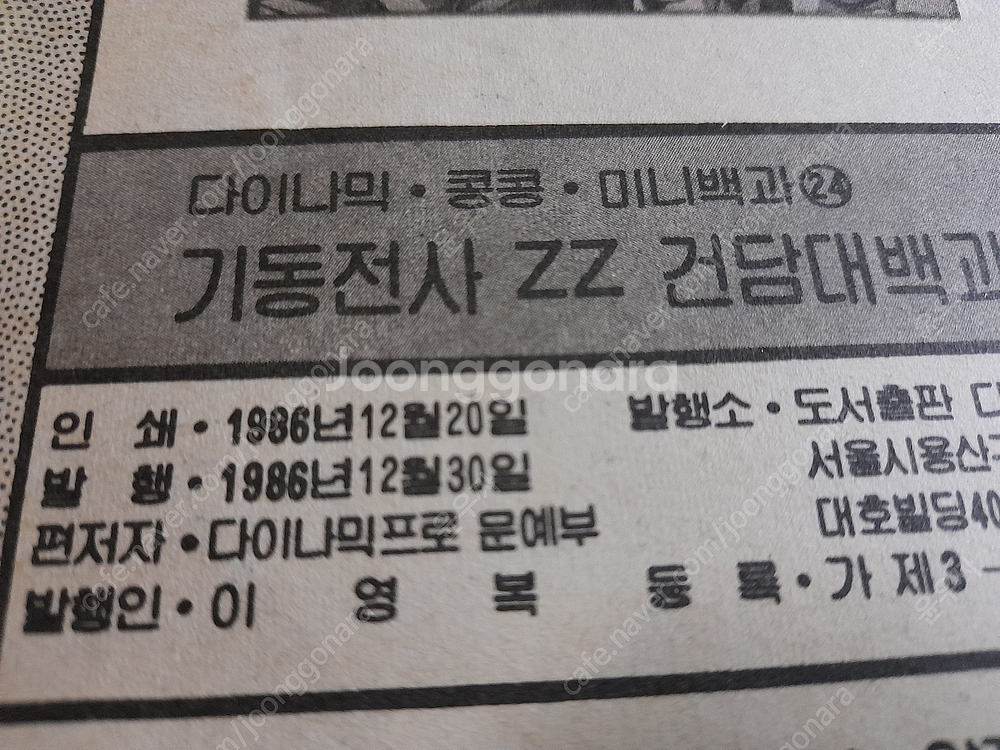 다이나믹·콩콩·미니백과㉔
기동전사 ZZ 건담대백과
Joonggonara
인 쇄·1986년12월20일
발 행·1986년12월30일
편저자·다이나믹프로 문예부
발행인·이 영 복
발행소·도서출판 다
서울시용산구
대호빌딩40
등 록·가 제3-